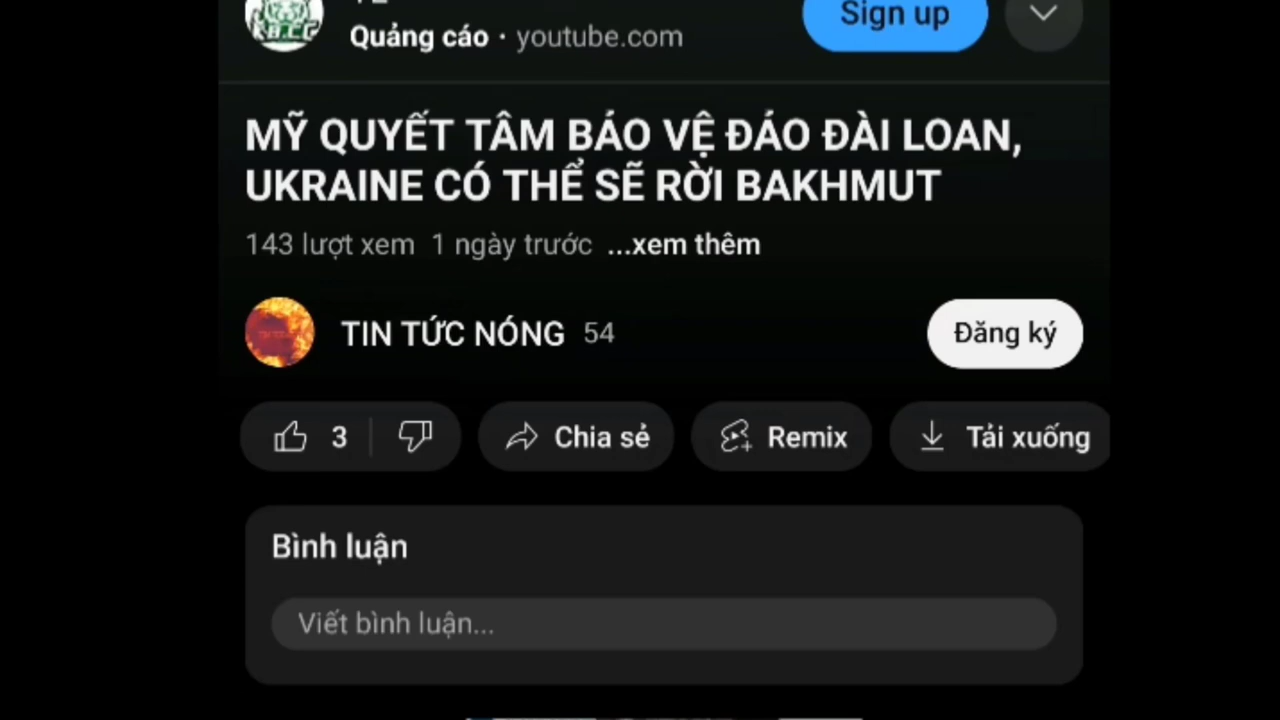 Sign up
Quảng cáo · youtube.com
MỸ QUYẾT TÂM BẢO VỆ ĐẢO ĐÀI LOAN,
UKRAINE CÓ THỂ SẼ RỜI BAKHMUT
143 lượt xem 1 ngày trước ...xem thêm
TIN TỨC NÓNG 54
Đăng ký
3 Chia sẻ Remix Tải xuống
Bình luận
Viết bình luận...